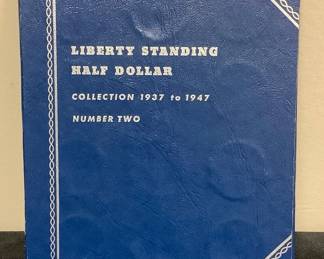 LIBERTY STANDING
HALF DOLLAR
COLLECTION 1937 to 1947
NUMBER TWO